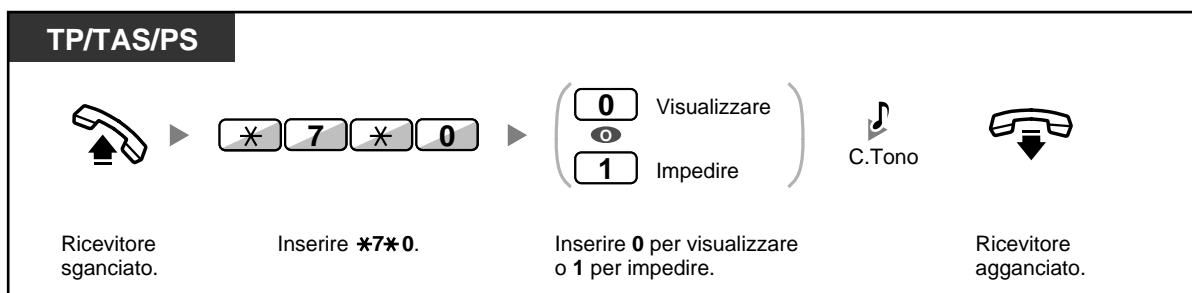 TP/TAS/PS
0 Visualizzare
* 7 * 0
o
1 Impedire
C.Tono
Ricevitore
sganciato.
Inserire *7*0.
Inserire 0 per visualizzare
o 1 per impedire.
Ricevitore
agganciato.